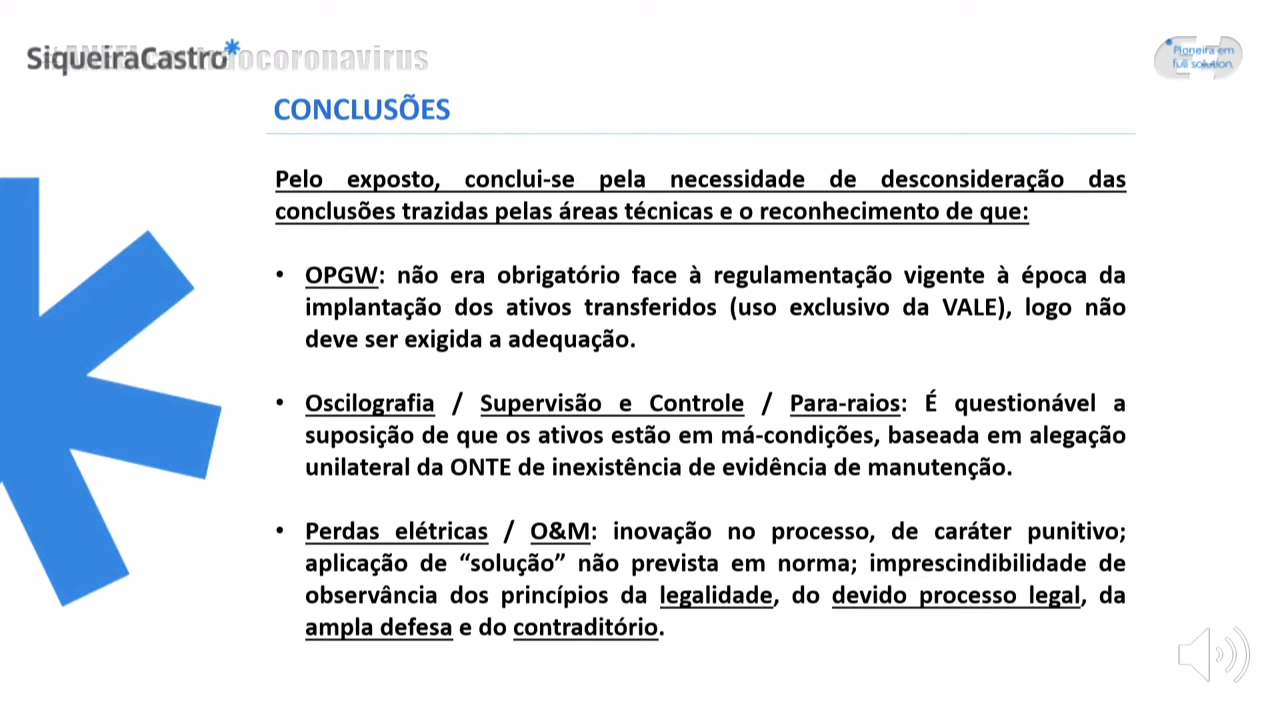 SiqueiraCastro
coronavirus
Pioneira em
full solution.
CONCLUSÕES
Pelo exposto, conclui-se pela necessidade de desconsideração das
conclusões trazidas pelas áreas técnicas e o reconhecimento de que:
• OPGW: não era obrigatório face à regulamentação vigente à época da
implantação dos ativos transferidos (uso exclusivo da VALE), logo não
deve ser exigida a adequação.
• Oscilografia / Supervisão e Controle / Para-raios: É questionável a
suposição de que os ativos estão em má-condições, baseada em alegação
unilateral da ONTE de inexistência de evidência de manutenção.
• Perdas elétricas / O&M: inovação no processo, de caráter punitivo;
aplicação de “solução” não prevista em norma; imprescindibilidade de
observância dos princípios da legalidade, do devido processo legal, da
ampla defesa e do contraditório.